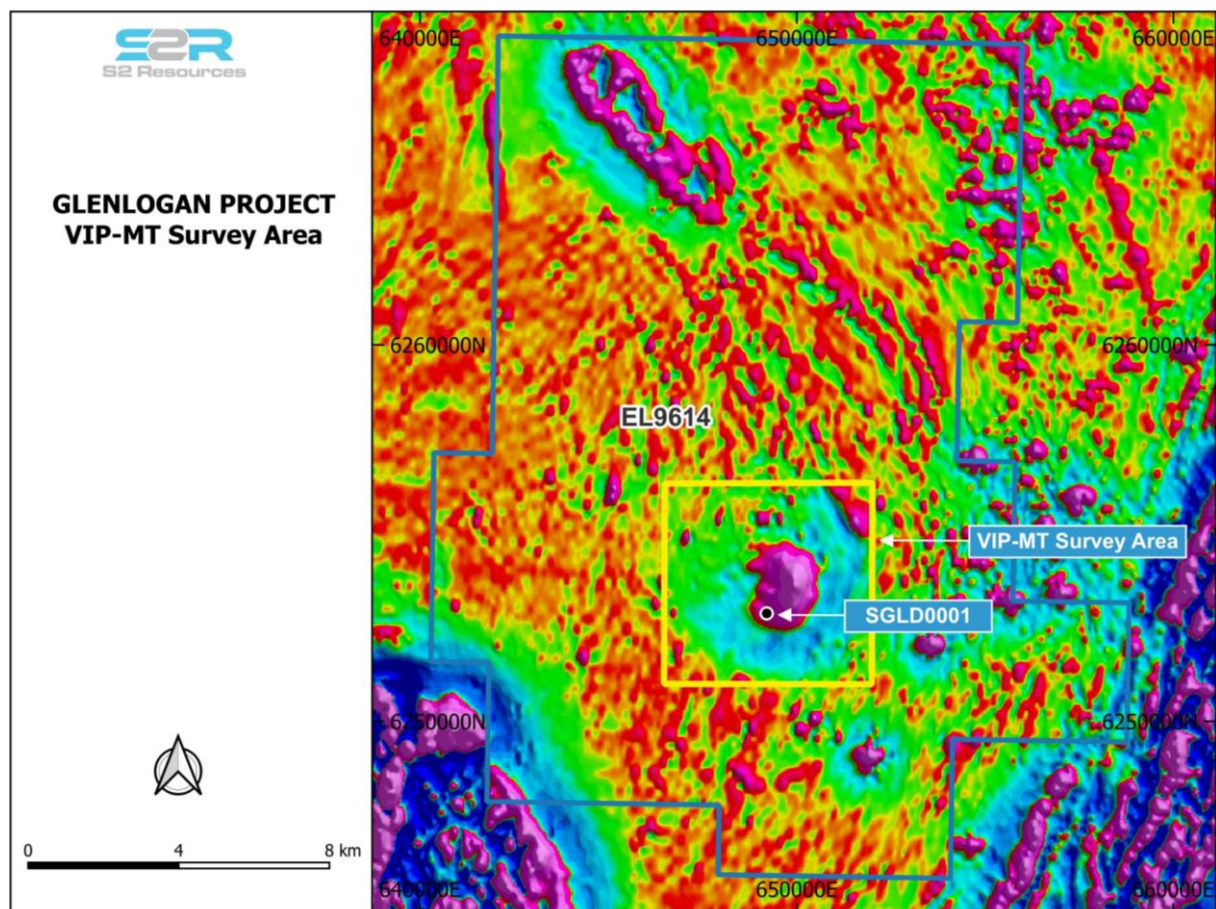 S2R
S2 Resources
GLENLOGAN PROJECT
VIP-MT Survey Area
0 4 8 km
640000E 650000E 660000E
6260000N 6260000N
EL9614
VIP-MT Survey Area
SGLD0001
6250000N 6250000N
640000E 650000E 660000E